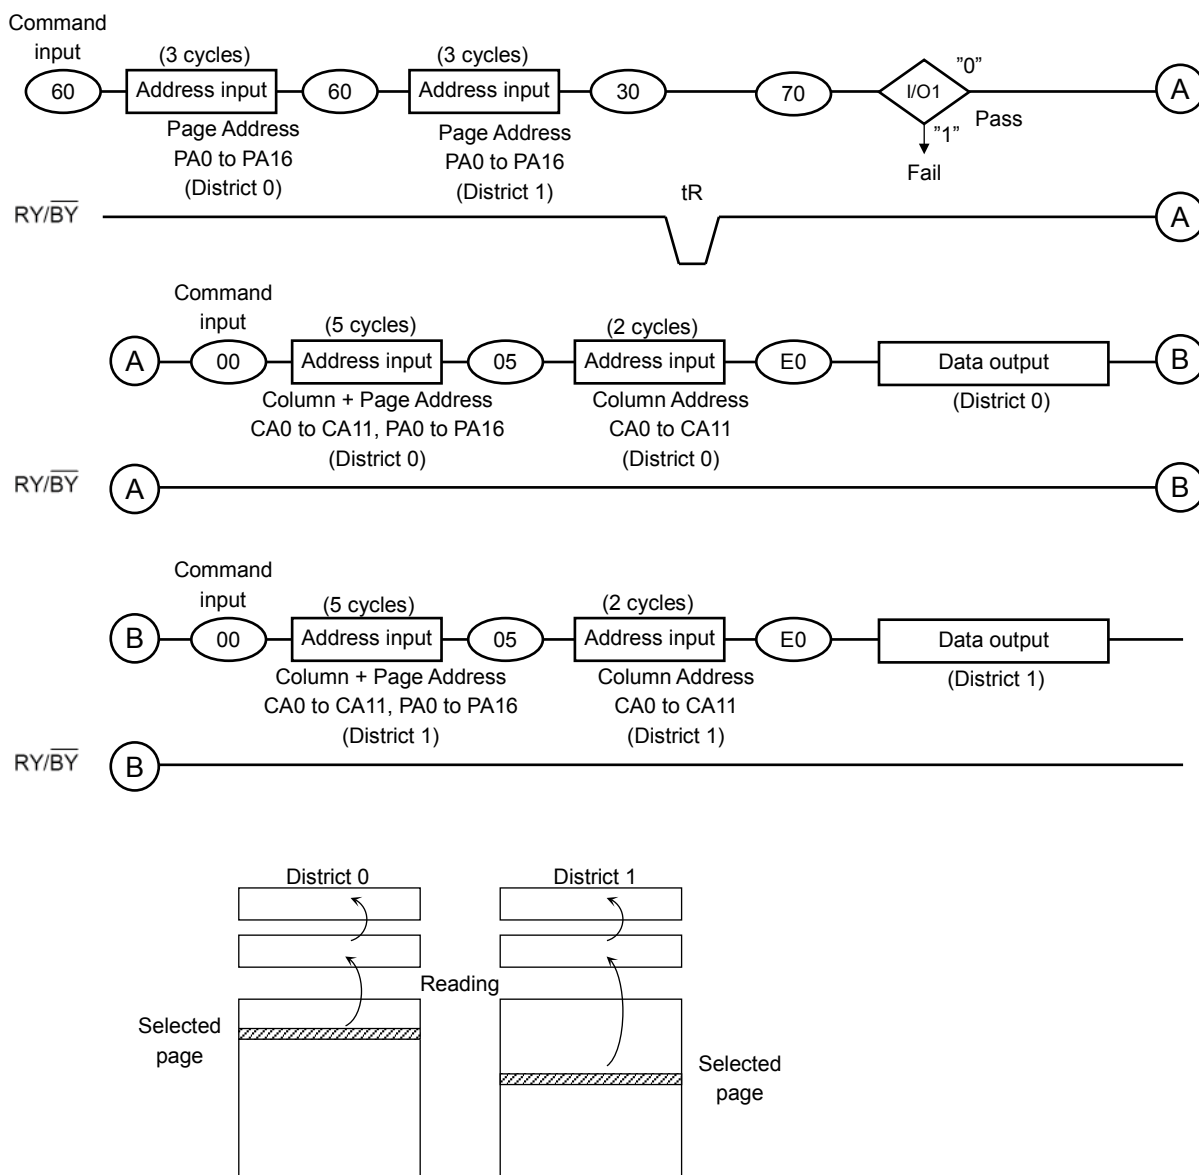 Command
input
(3 cycles)
(3 cycles)
60
Address input
60
Address input
30
70
I/O1
”0”
Pass
”1”
Fail
A
Page Address
PA0 to PA16
(District 0)
Page Address
PA0 to PA16
(District 1)
RY/BY
tR
A
Command
input
(5 cycles)
(2 cycles)
A
00
Address input
05
Address input
E0
Data output
B
Column + Page Address
CA0 to CA11, PA0 to PA16
(District 0)
Column Address
CA0 to CA11
(District 0)
(District 0)
RY/BY
A
B
Command
input
(5 cycles)
(2 cycles)
B
00
Address input
05
Address input
E0
Data output
Column + Page Address
CA0 to CA11, PA0 to PA16
(District 1)
Column Address
CA0 to CA11
(District 1)
(District 1)
RY/BY
B
District 0
District 1
Reading
Selected
page
Selected
page